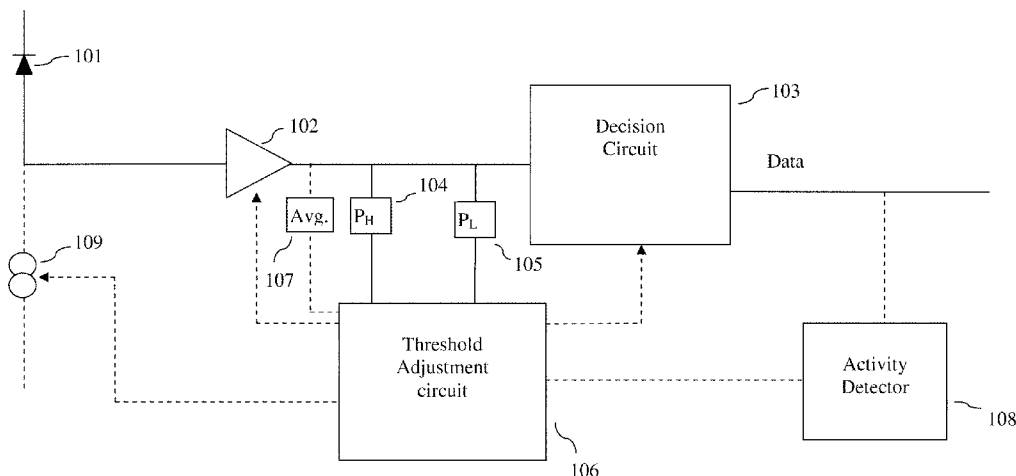 101
102
103
Decision
Circuit
Data
104
Avg.
P_H
P_L
109
107
105
Threshold
Adjustment
circuit
Activity
Detector
108
106